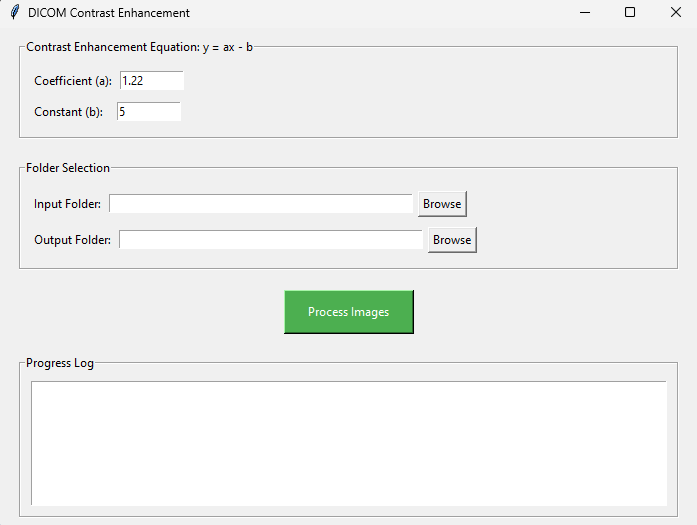 DICOM Contrast Enhancement
Contrast Enhancement Equation: y = ax - b
Coefficient (a): 1.22
Constant (b): 5
Folder Selection
Input Folder: Browse
Output Folder: Browse
Process Images
Progress Log